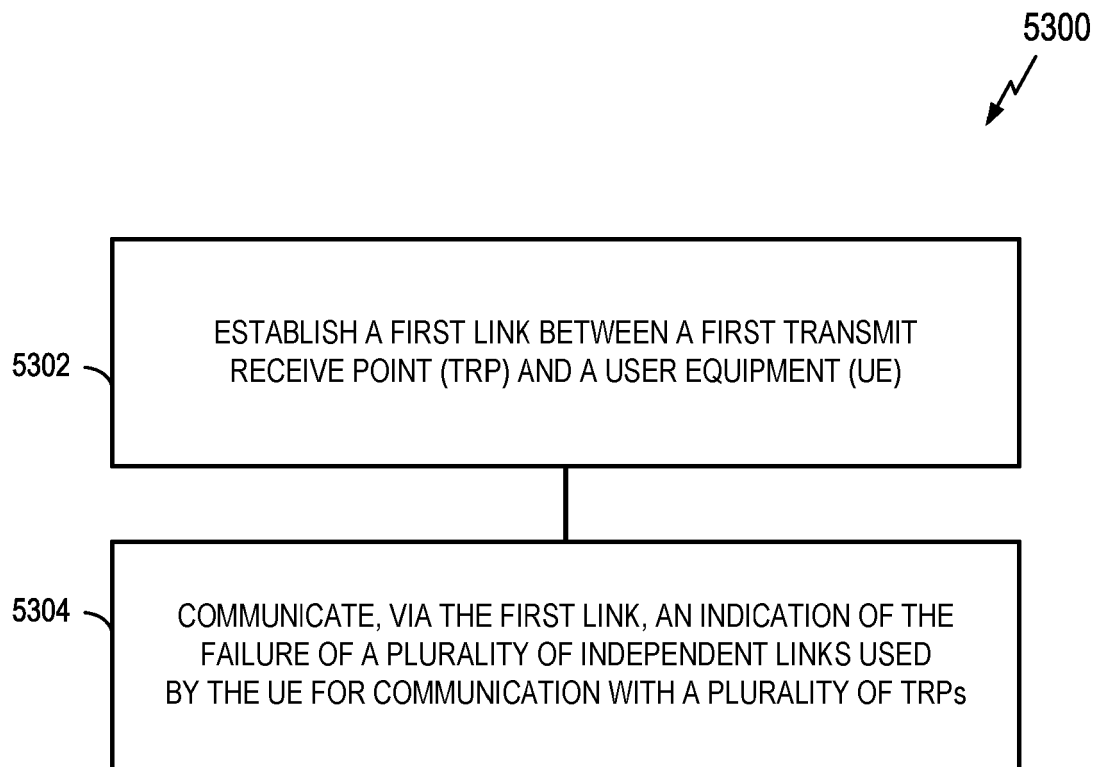 5300
5302
ESTABLISH A FIRST LINK BETWEEN A FIRST TRANSMIT
RECEIVE POINT (TRP) AND A USER EQUIPMENT (UE)
5304
COMMUNICATE, VIA THE FIRST LINK, AN INDICATION OF THE
FAILURE OF A PLURALITY OF INDEPENDENT LINKS USED
BY THE UE FOR COMMUNICATION WITH A PLURALITY OF TRPs